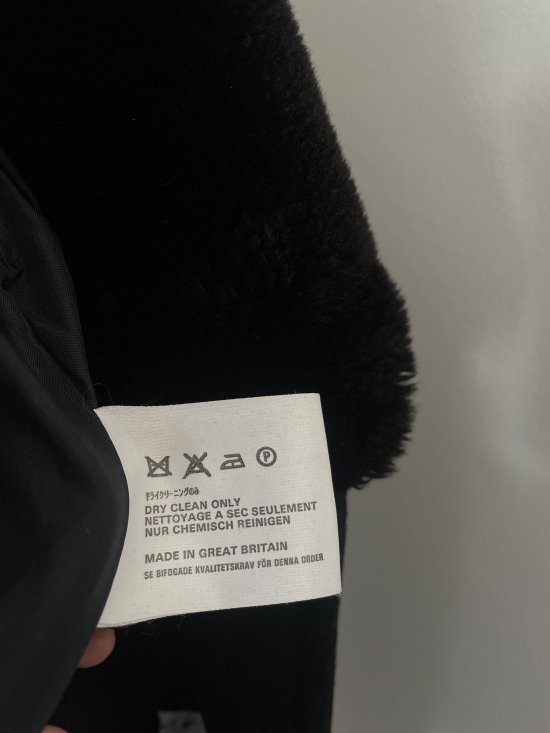 P
ドライクリーニングのみ
DRY CLEAN ONLY
NETTOYAGE A SEC SEULEMENT
NUR CHEMISCH REINIGEN
MADE IN GREAT BRITAIN
SE BIFOGADE KVALITETSKRAV FÖR DENNA ORDER